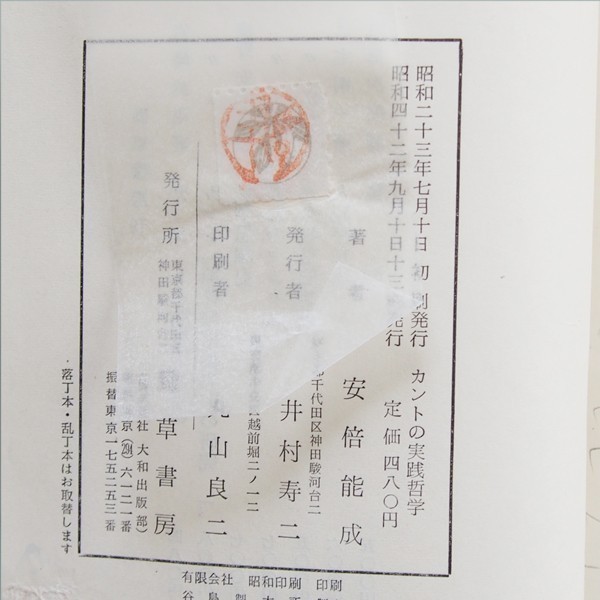 昭和二十三年七月十日 初 刷発行 カントの実践哲学
昭和四十二年九月十日十三 発行 定価四八〇円
著 者 安倍能成
千代田区神田駿河台二
発行者 井村寿二
越前堀二ノ一二
印刷者 山良二
東京都千代田区
神田駿河台
発行所 草書房
社 大和出版部)
京(291)六一二一番
振替東京一七五二五三番
落丁本・乱丁本はお取替します
有限会社 昭和印刷 印刷